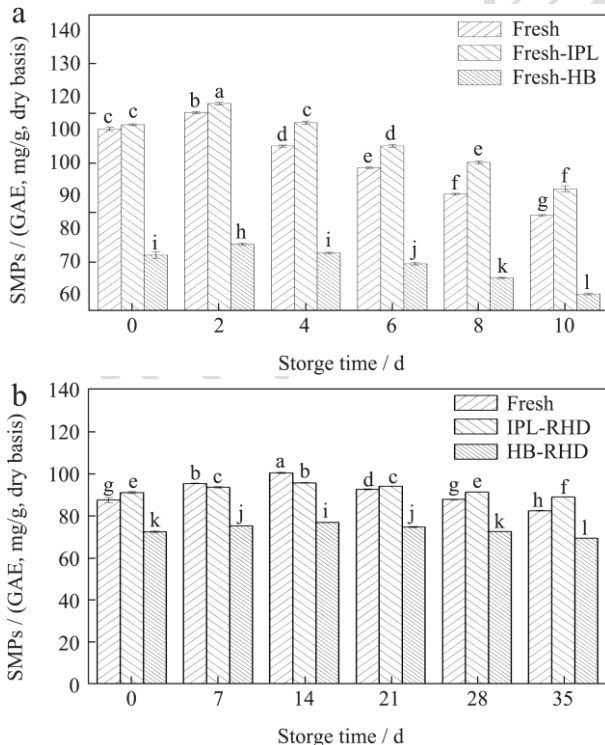 a
SMPs / (GAE, mg/g, dry basis)
140
130
120
100
100
90
80
70
60
Fresh
Fresh-IPL
Fresh-HB
c c i
b a h
d c i
e d j
f e k
g f l
0 2 4 6 8 10
Storge time / d
b
SMPs / (GAE, mg/g, dry basis)
140
120
100
80
60
40
20
0
Fresh
IPL-RHD
HB-RHD
g e k
b c j
a b i
d c j
g e k
h f l
0 7 14 21 28 35
Storge time / d